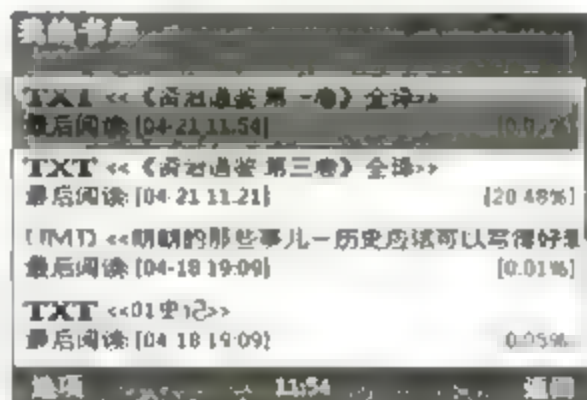 我的书架
TXT <<《资治通鉴 第一卷》全译>>
最后阅读: [04-21 11:54]
TXT <<《资治通鉴 第三卷》全译>>
最后阅读: [04-21 11:21]
[20.48%]
UMD <<明朝的那些事儿-历史应该可以写得好
最后阅读: [04-18 19:09]
[0.01%]
TXT <<01史记>>
最后阅读: [04-18 19:09]
0.05%
选项
11:54
返回